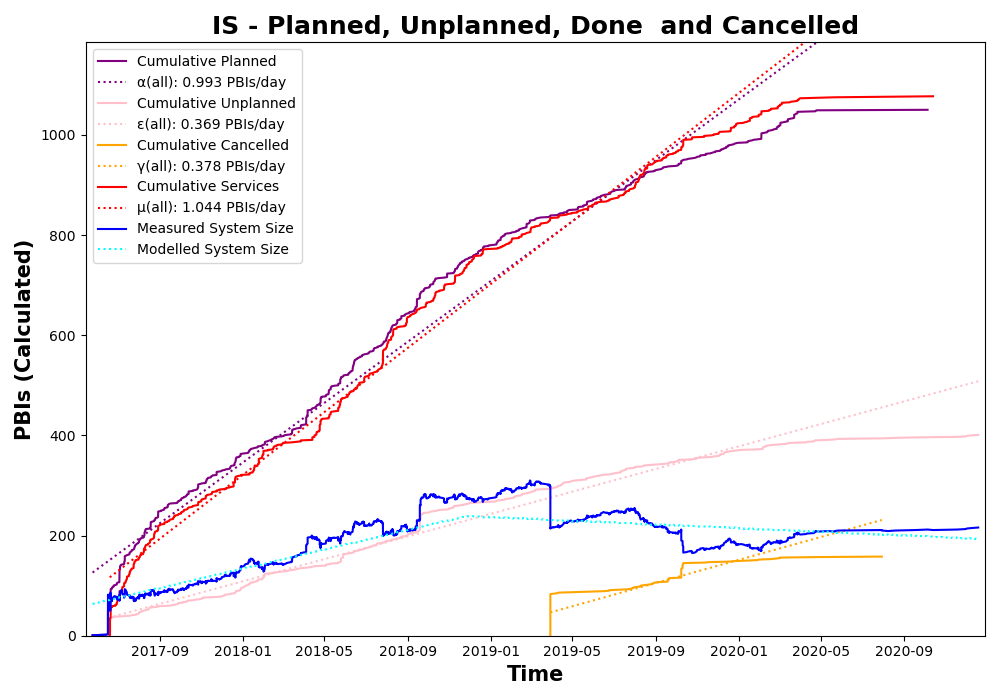 IS - Planned, Unplanned, Done  and Cancelled
Cumulative Planned
α(all): 0.993 PBIs/day
Cumulative Unplanned
ε(all): 0.369 PBIs/day
Cumulative Cancelled
γ(all): 0.378 PBIs/day
Cumulative Services
μ(all): 1.044 PBIs/day
Measured System Size
Modelled System Size
PBIs (Calculated)
1000
800
600
400
200
0
2017-09 2018-01 2018-05 2018-09 2019-01 2019-05 2019-09 2020-01 2020-05 2020-09
Time